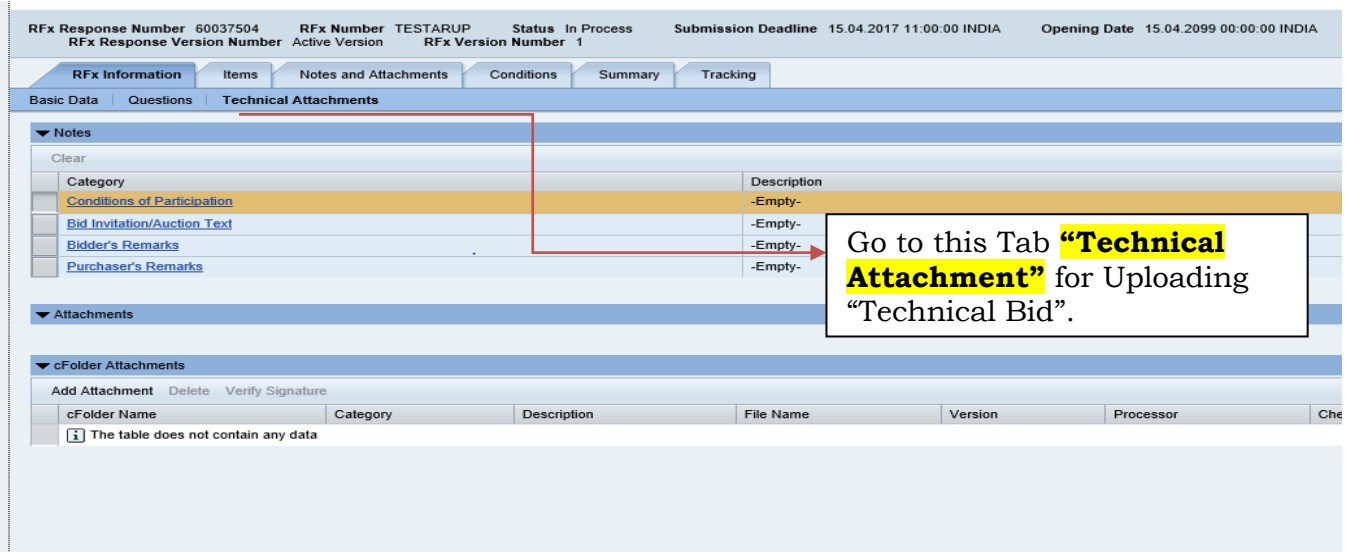 RFx Response Number 60037504 RFx Number TESTARUP Status In Process Submission Deadline 15.04.2017 11:00:00 INDIA Opening Date 15.04.2099 00:00:00 INDIA
RFx Response Version Number Active Version RFx Version Number 1
RFx Information Items Notes and Attachments Conditions Summary Tracking
Basic Data Questions Technical Attachments
Notes
Clear
Category Description
Conditions of Participation -Empty-
Bid Invitation/Auction Text -Empty-
Bidder's Remarks -Empty-
Purchaser's Remarks -Empty-
Go to this Tab “Technical
Attachment” for Uploading
“Technical Bid”.
Attachments
cFolder Attachments
Add Attachment Delete Verify Signature
cFolder Name Category Description File Name Version Processor Che
The table does not contain any data